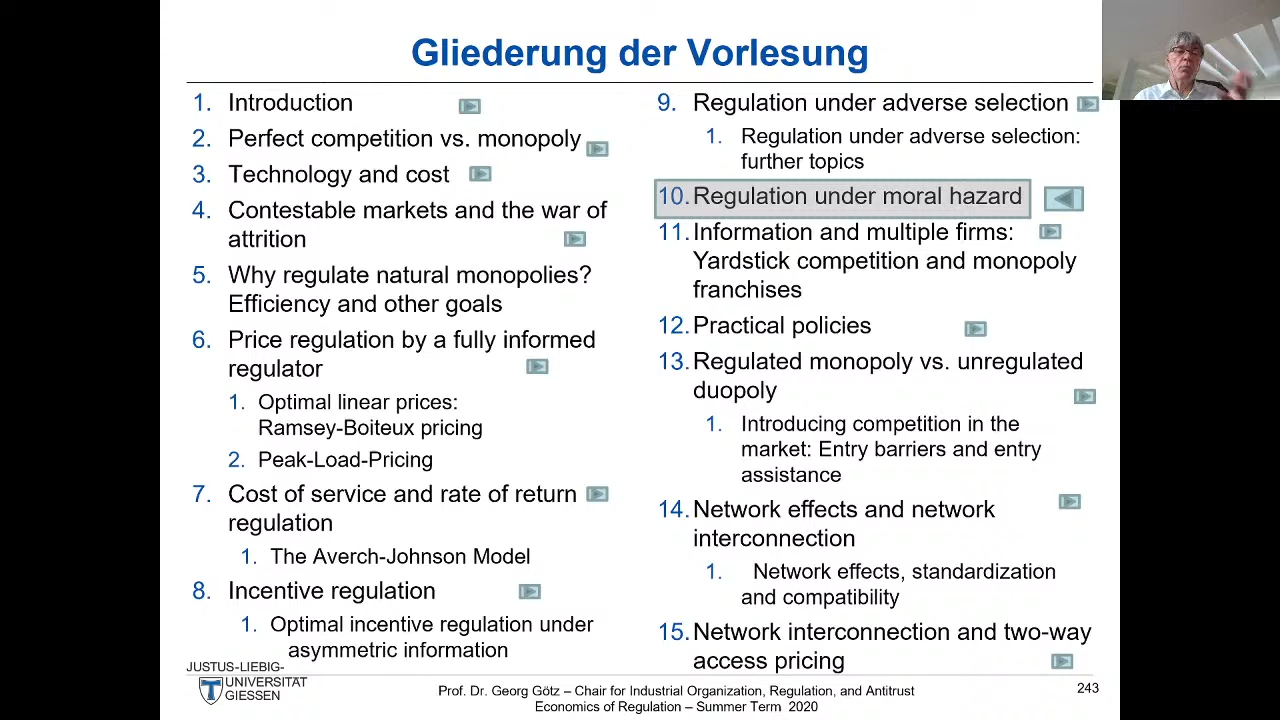 Gliederung der Vorlesung
1. Introduction
2. Perfect competition vs. monopoly
3. Technology and cost
4. Contestable markets and the war of
attrition
5. Why regulate natural monopolies?
Efficiency and other goals
6. Price regulation by a fully informed
regulator
1. Optimal linear prices:
Ramsey-Boiteux pricing
2. Peak-Load-Pricing
7. Cost of service and rate of return
regulation
1. The Averch-Johnson Model
8. Incentive regulation
1. Optimal incentive regulation under
asymmetric information
9. Regulation under adverse selection
1. Regulation under adverse selection:
further topics
10. Regulation under moral hazard
11. Information and multiple firms:
Yardstick competition and monopoly
franchises
12. Practical policies
13. Regulated monopoly vs. unregulated
duopoly
1. Introducing competition in the
market: Entry barriers and entry
assistance
14. Network effects and network
interconnection
1. Network effects, standardization
and compatibility
15. Network interconnection and two-way
access pricing
JUSTUS-LIEBIG-
UNIVERSITÄT
GIESSEN
Prof. Dr. Georg Götz – Chair for Industrial Organization, Regulation, and Antitrust
Economics of Regulation – Summer Term 2020
243